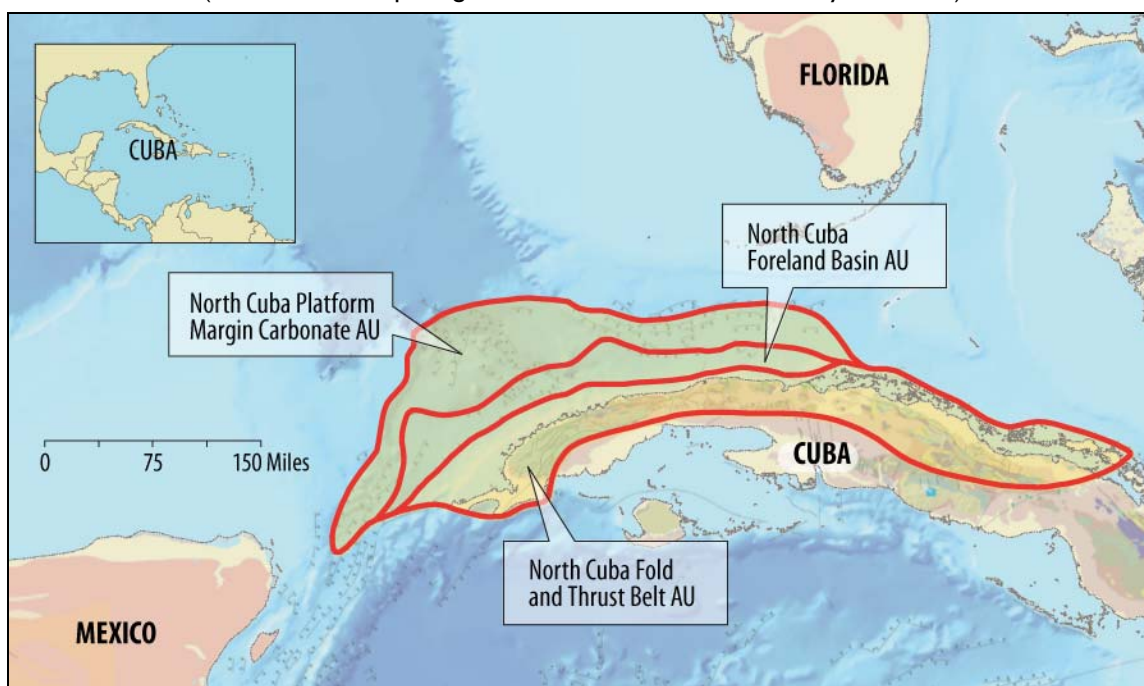 CUBA
FLORIDA
North Cuba
Foreland Basin AU
North Cuba Platform
Margin Carbonate AU
0 75 150 Miles
CUBA
North Cuba Fold
and Thrust Belt AU
MEXICO